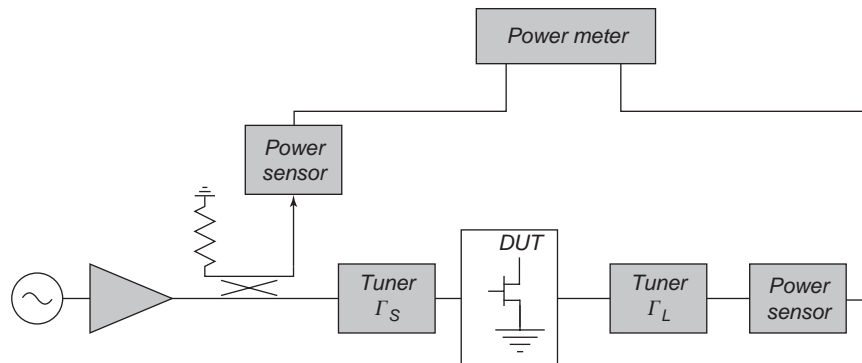 Power meter
Power
sensor
DUT
Tuner
Γ_S
Tuner
Γ_L
Power
sensor